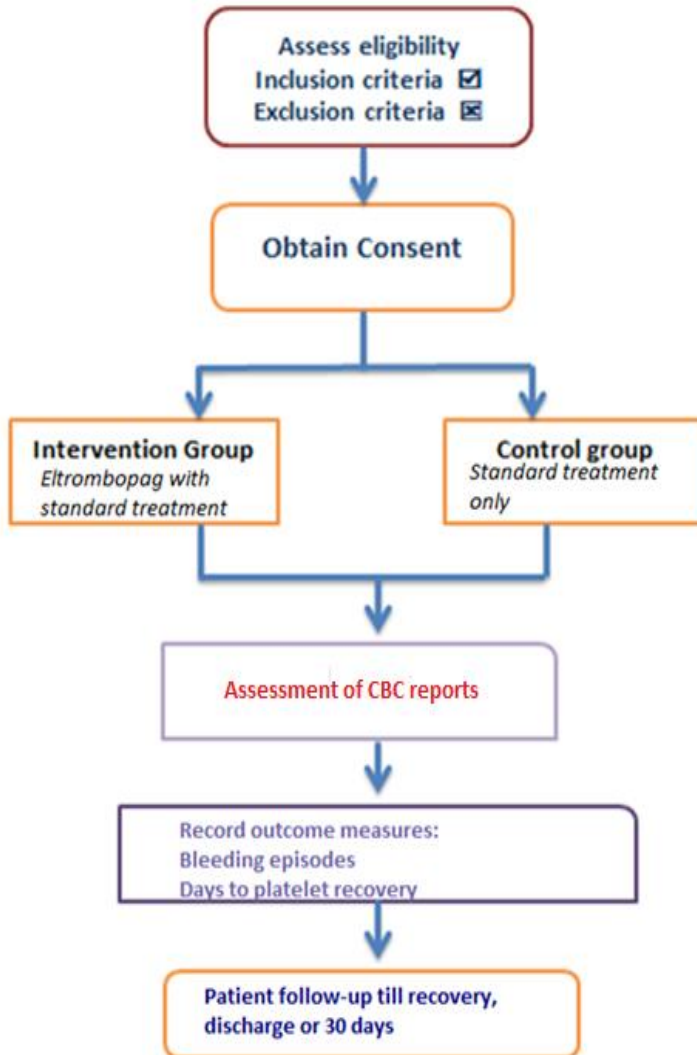 Assess eligibility
Inclusion criteria ☑
Exclusion criteria ☒
Obtain Consent
Intervention Group
Eltrombopag with
standard treatment
Control group
Standard treatment
only
Assessment of CBC reports
Record outcome measures:
Bleeding episodes
Days to platelet recovery
Patient follow-up till recovery,
discharge or 30 days